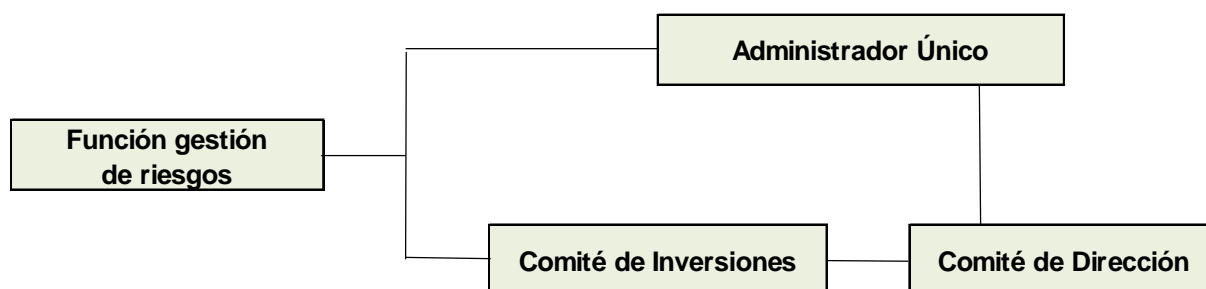 Administrador Único
Función gestión
de riesgos
Comité de Inversiones
Comité de Dirección